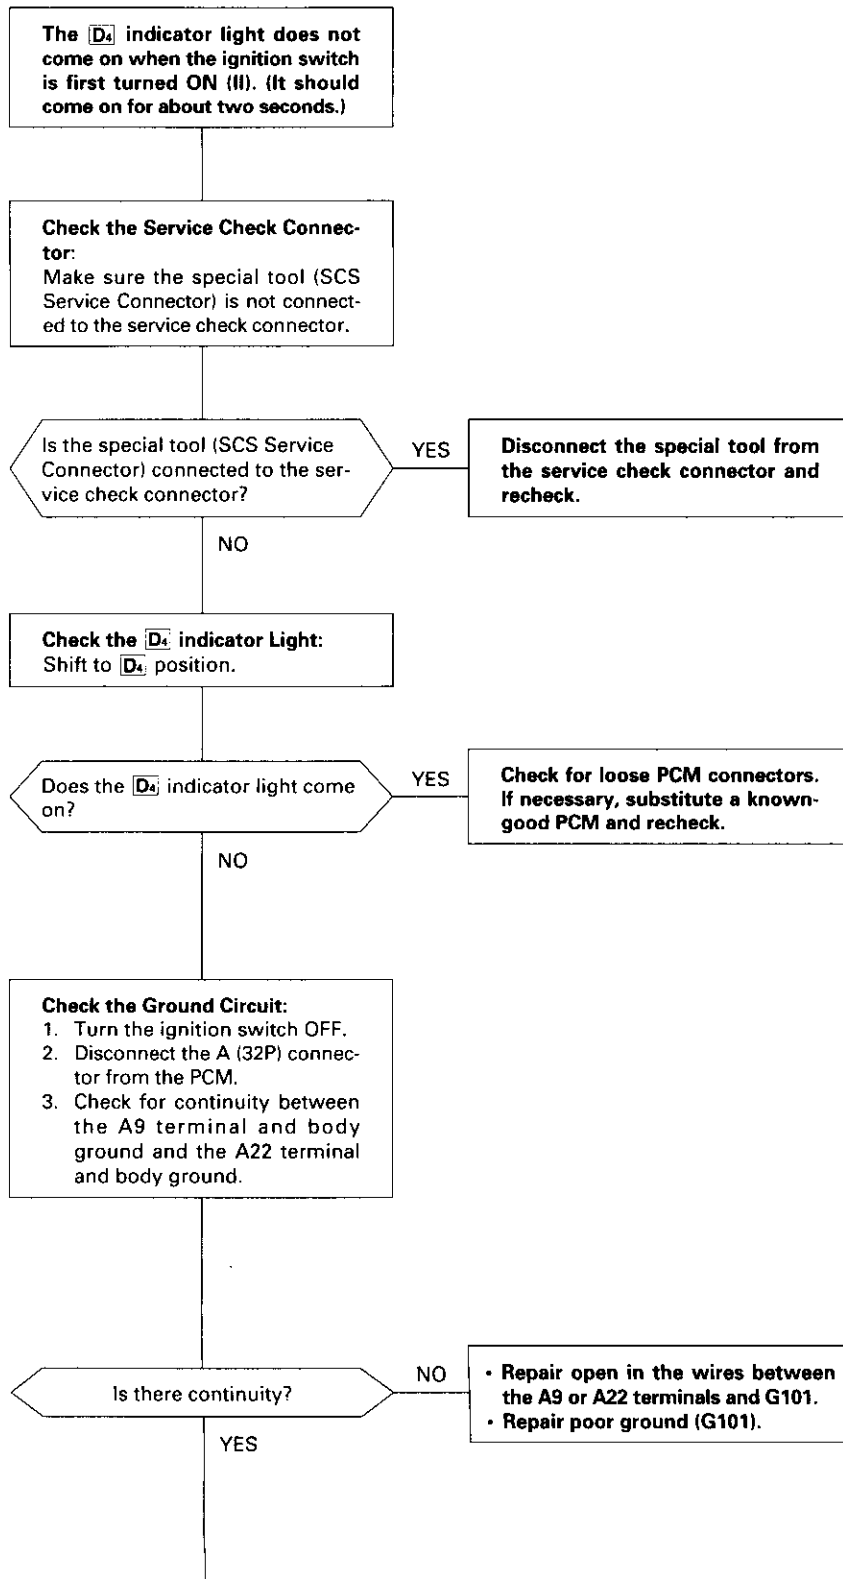 The D4 indicator light does not
come on when the ignition switch
is first turned ON (II). (It should
come on for about two seconds.)
Check the Service Check Connec-
tor:
Make sure the special tool (SCS
Service Connector) is not connect-
ed to the service check connector.
Is the special tool (SCS Service
Connector) connected to the ser-
vice check connector?
YES
Disconnect the special tool from
the service check connector and
recheck.
NO
Check the D4 indicator Light:
Shift to D4 position.
Does the D4 indicator light come
on?
YES
Check for loose PCM connectors.
If necessary, substitute a known-
good PCM and recheck.
NO
Check the Ground Circuit:
1. Turn the ignition switch OFF.
2. Disconnect the A (32P) connec-
tor from the PCM.
3. Check for continuity between
the A9 terminal and body
ground and the A22 terminal
and body ground.
Is there continuity?
NO
• Repair open in the wires between
the A9 or A22 terminals and G101.
• Repair poor ground (G101).
YES